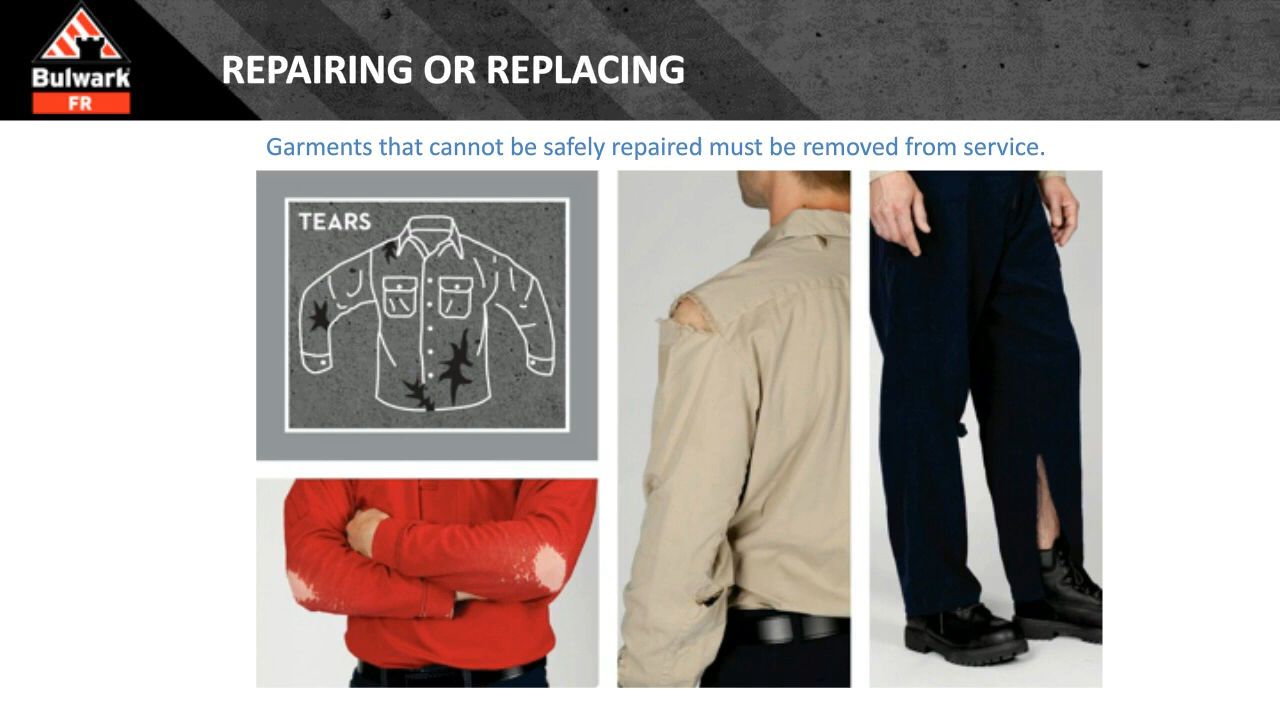 Bulwark
FR
REPAIRING OR REPLACING
Garments that cannot be safely repaired must be removed from service.
TEARS